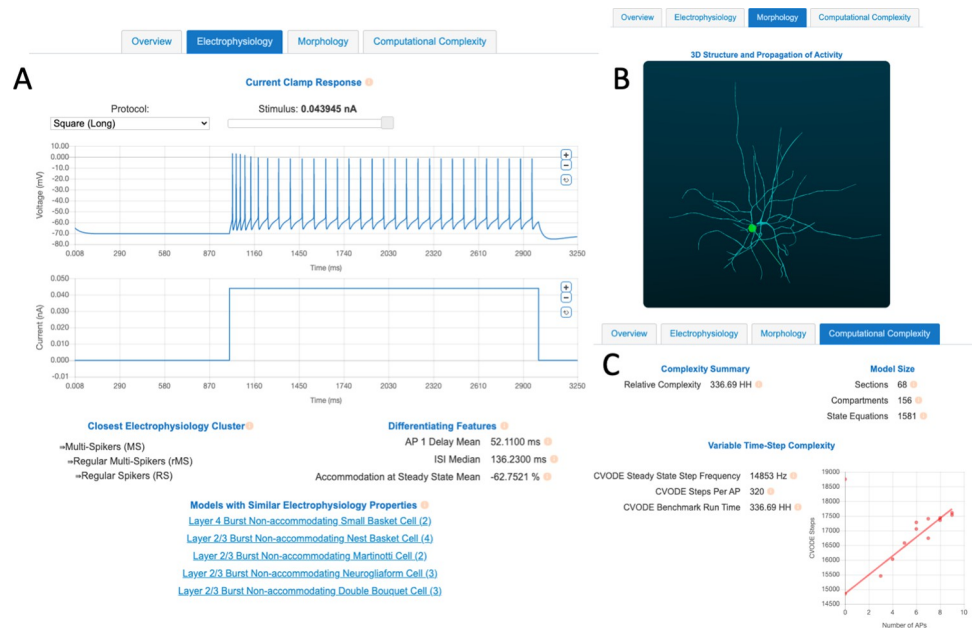 Overview Electrophysiology Morphology Computational Complexity
A
Current Clamp Response
Protocol:
Stimulus: 0.043945 nA
Square (Long)
10.00
0.000
-10.0
-20.0
-30.0
-40.0
-50.0
-60.0
-70.0
-80.0
Voltage (mV)
0.008 290 580 870 1160 1450 1740 2030 2320 2610 2900 3250
Time (ms)
0.050
0.040
0.030
0.020
0.010
0.000
-0.01
Current (nA)
0.008 290 580 870 1160 1450 1740 2030 2320 2610 2900 3250
Time (ms)
Closest Electrophysiology Cluster
⇒Multi-Spikers (MS)
⇒Regular Multi-Spikers (rMS)
⇒Regular Spikers (RS)
Differentiating Features
AP 1 Delay Mean 52.1100 ms
ISI Median 136.2300 ms
Accommodation at Steady State Mean -62.7521 %
Models with Similar Electrophysiology Properties
Layer 4 Burst Non-accommodating Small Basket Cell (2)
Layer 2/3 Burst Non-accommodating Nest Basket Cell (4)
Layer 2/3 Burst Non-accommodating Martinotti Cell (2)
Layer 2/3 Burst Non-accommodating Neurogliaform Cell (3)
Layer 2/3 Burst Non-accommodating Double Bouquet Cell (3)
Overview Electrophysiology Morphology Computational Complexity
3D Structure and Propagation of Activity
B
Overview Electrophysiology Morphology Computational Complexity
C
Complexity Summary
Relative Complexity 336.69 HH
Model Size
Sections 68
Compartments 156
State Equations 1581
Variable Time-Step Complexity
CVODE Steady State Step Frequency 14853 Hz
CVODE Steps Per AP 320
CVODE Benchmark Run Time 336.69 HH
19000
18500
18000
17500
17000
16500
16000
15500
15000
14500
CVODE Steps
0 2 4 6 8 10
Number of APs